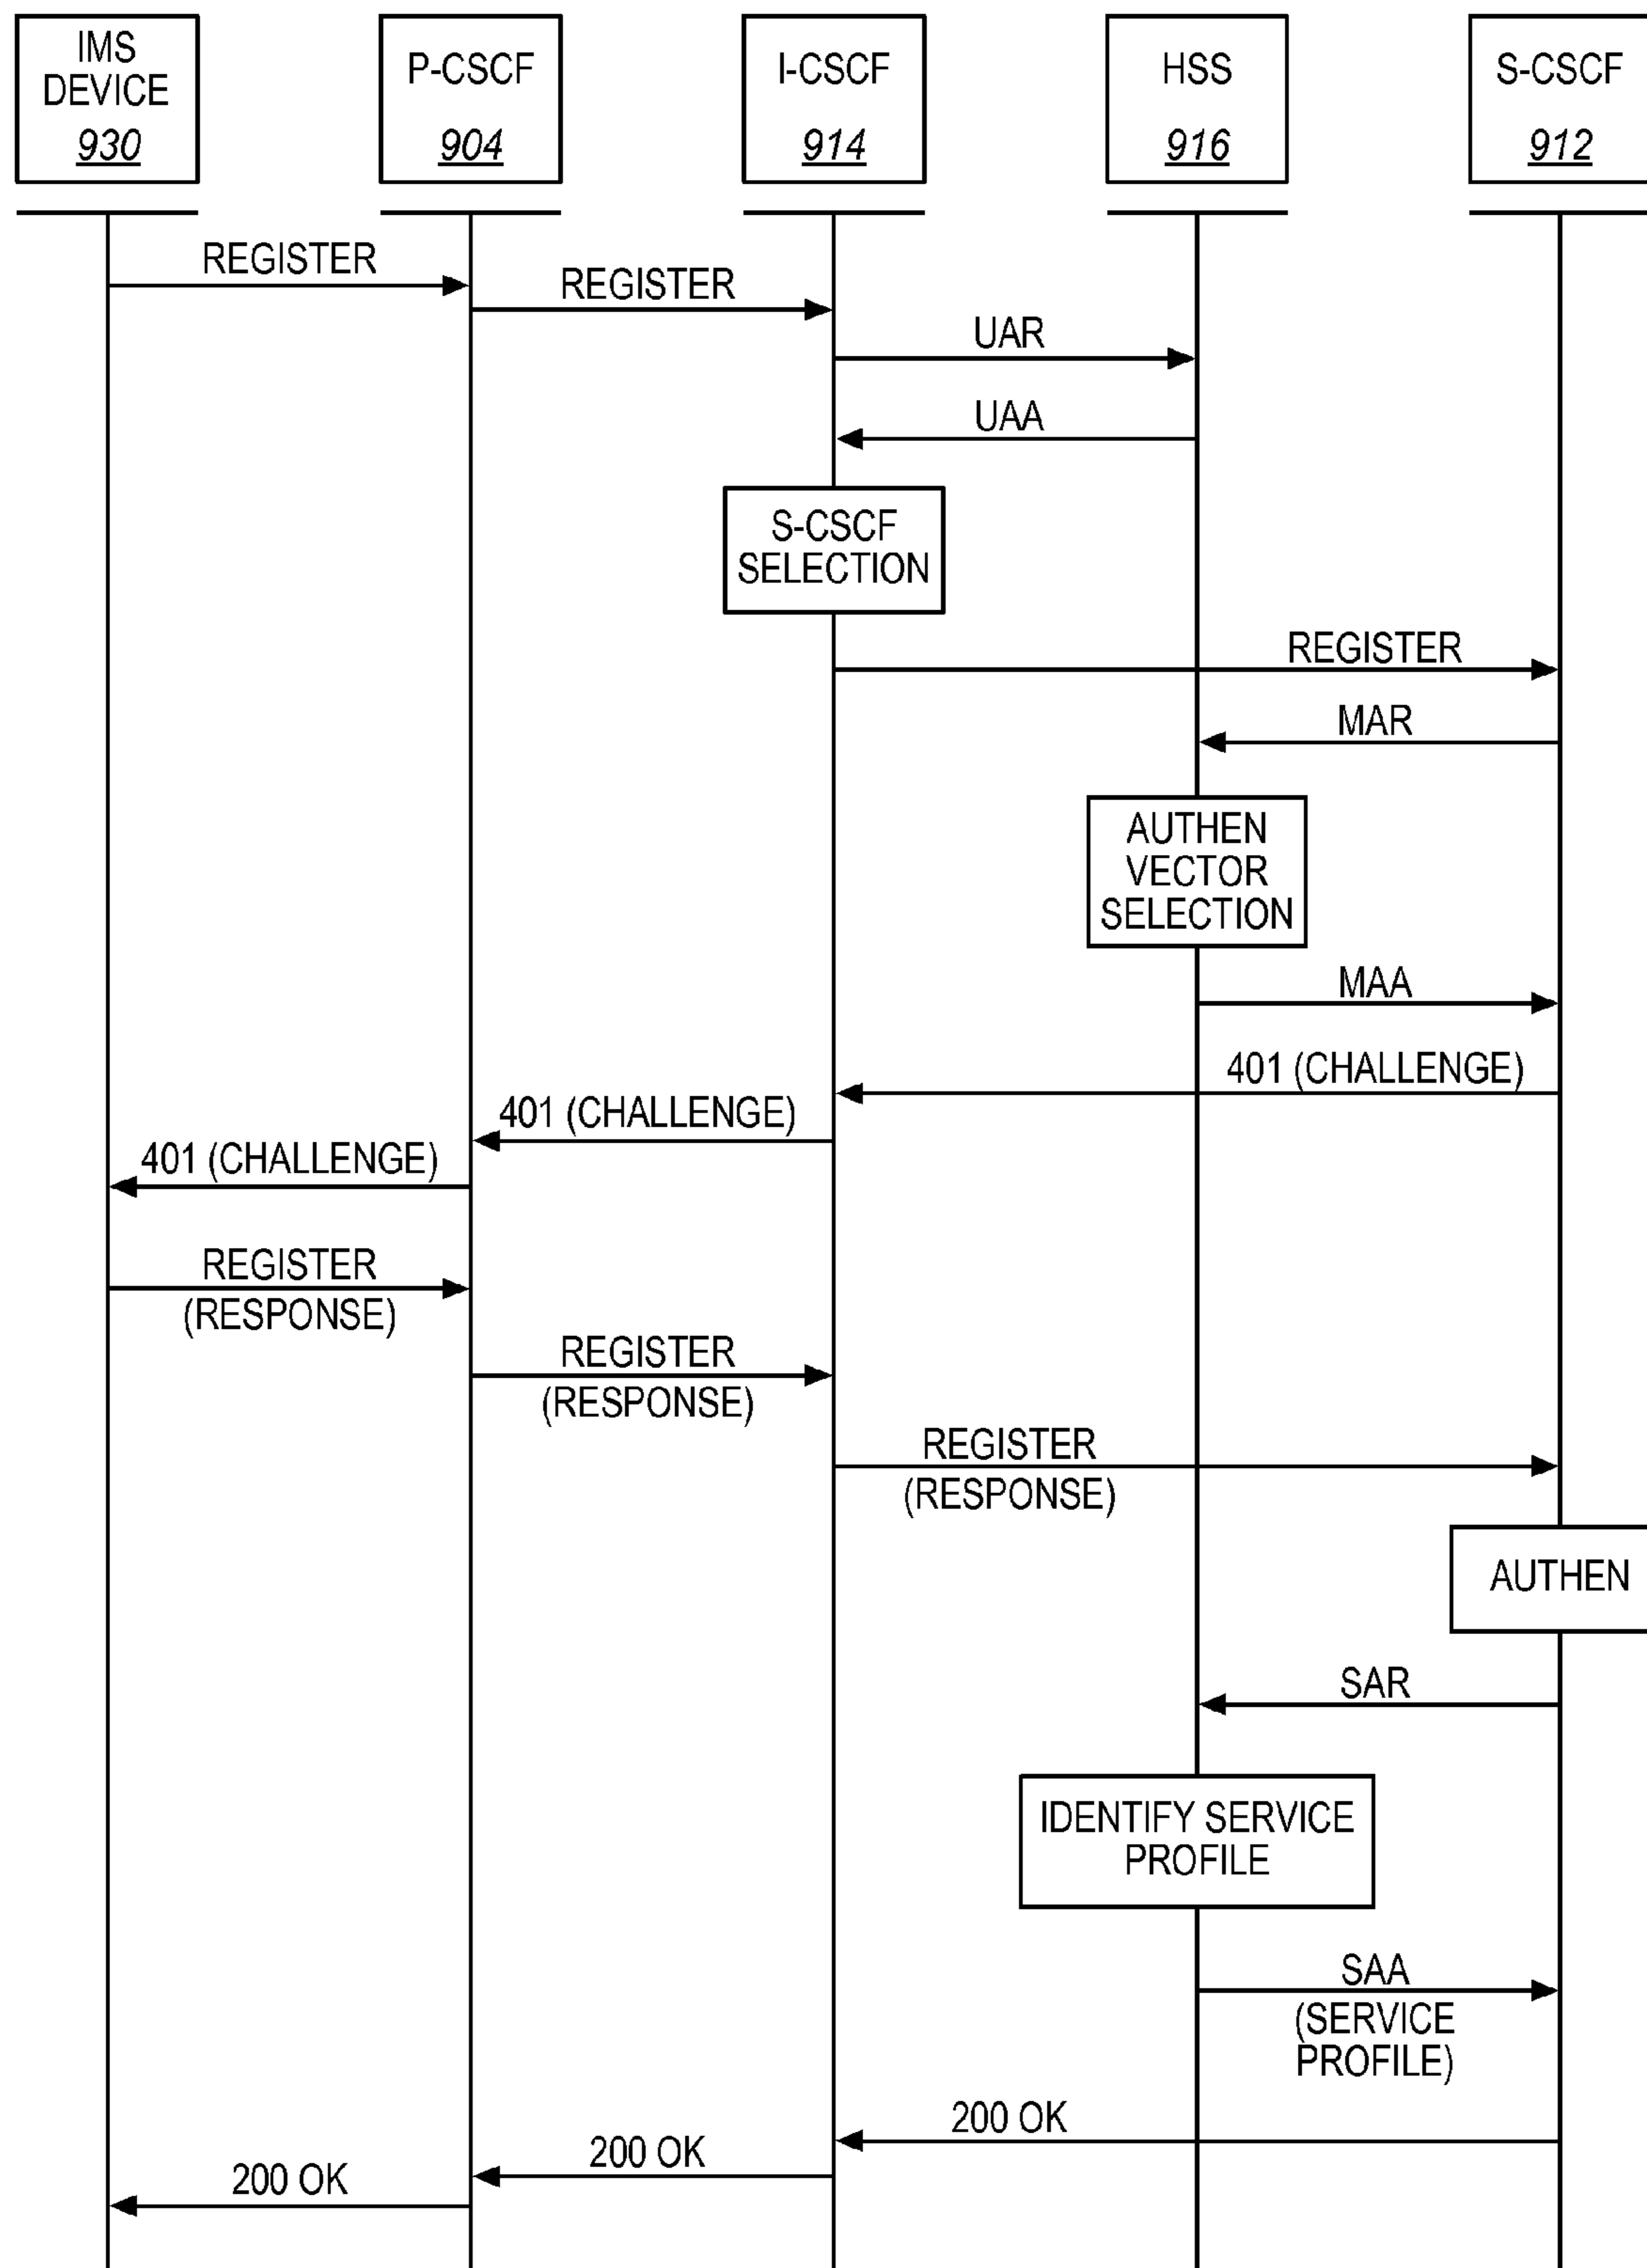 IMS
DEVICE
930
P-CSCF
904
I-CSCF
914
HSS
916
S-CSCF
912
REGISTER
REGISTER
UAR
UAA
S-CSCF
SELECTION
REGISTER
MAR
AUTHEN
VECTOR
SELECTION
MAA
401 (CHALLENGE)
401 (CHALLENGE)
401 (CHALLENGE)
REGISTER
(RESPONSE)
REGISTER
(RESPONSE)
REGISTER
(RESPONSE)
AUTHEN
SAR
IDENTIFY SERVICE
PROFILE
SAA
(SERVICE
PROFILE)
200 OK
200 OK
200 OK